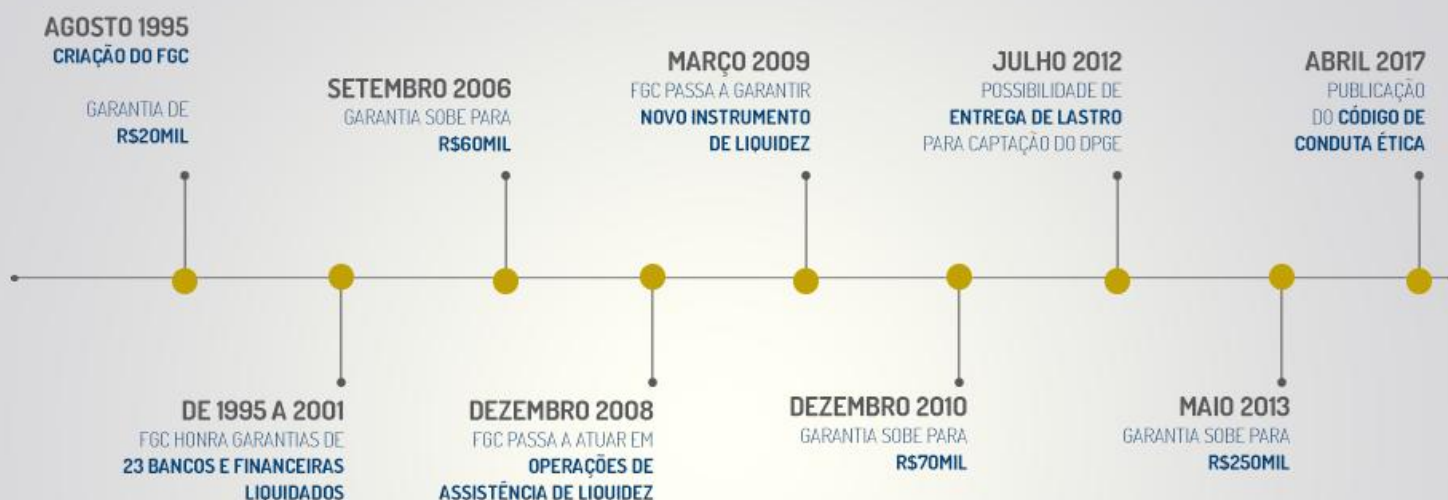 AGOSTO 1995
CRIAÇÃO DO FGC
GARANTIA DE
R$20MIL
DE 1995 A 2001
FGC HONRA GARANTIAS DE
23 BANCOS E FINANCEIRAS
LIQUIDADOS
SETEMBRO 2006
GARANTIA SOBE PARA
R$60MIL
DEZEMBRO 2008
FGC PASSA A ATUAR EM
OPERAÇÕES DE
ASSISTÊNCIA DE LIQUIDEZ
MARÇO 2009
FGC PASSA A GARANTIR
NOVO INSTRUMENTO
DE LIQUIDEZ
DEZEMBRO 2010
GARANTIA SOBE PARA
R$70MIL
JULHO 2012
POSSIBILIDADE DE
ENTREGA DE LASTRO
PARA CAPTAÇÃO DO DPGE
MAIO 2013
GARANTIA SOBE PARA
R$250MIL
ABRIL 2017
PUBLICAÇÃO
DO CÓDIGO DE
CONDUTA ÉTICA